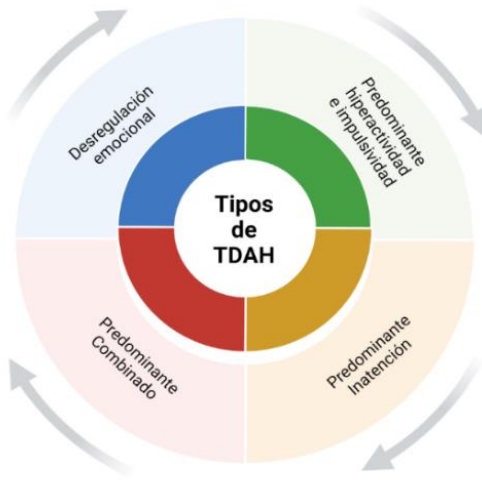 Desregulación
emocional
Predominante
hiperactividad
e impulsividad
Tipos
de
TDAH
Predominante
Combinado
Predominante
Inatención